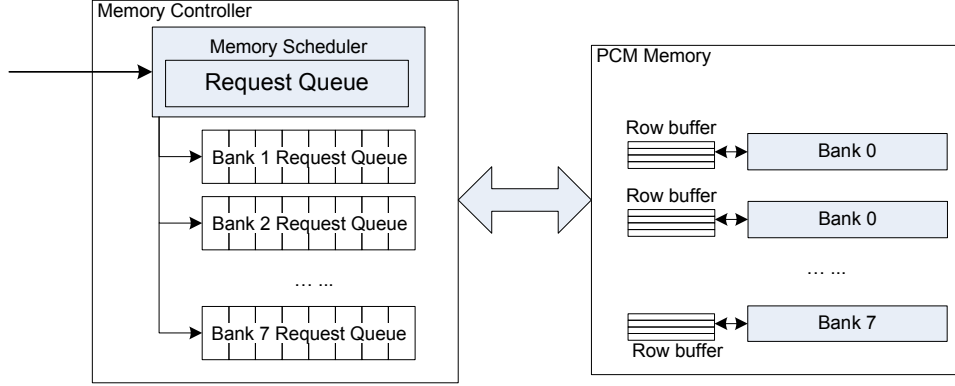 Memory Controller
Memory Scheduler
Request Queue
Bank 1 Request Queue
Bank 2 Request Queue
... ...
Bank 7 Request Queue
PCM Memory
Row buffer
Bank 0
Row buffer
Bank 0
... ...
Bank 7
Row buffer